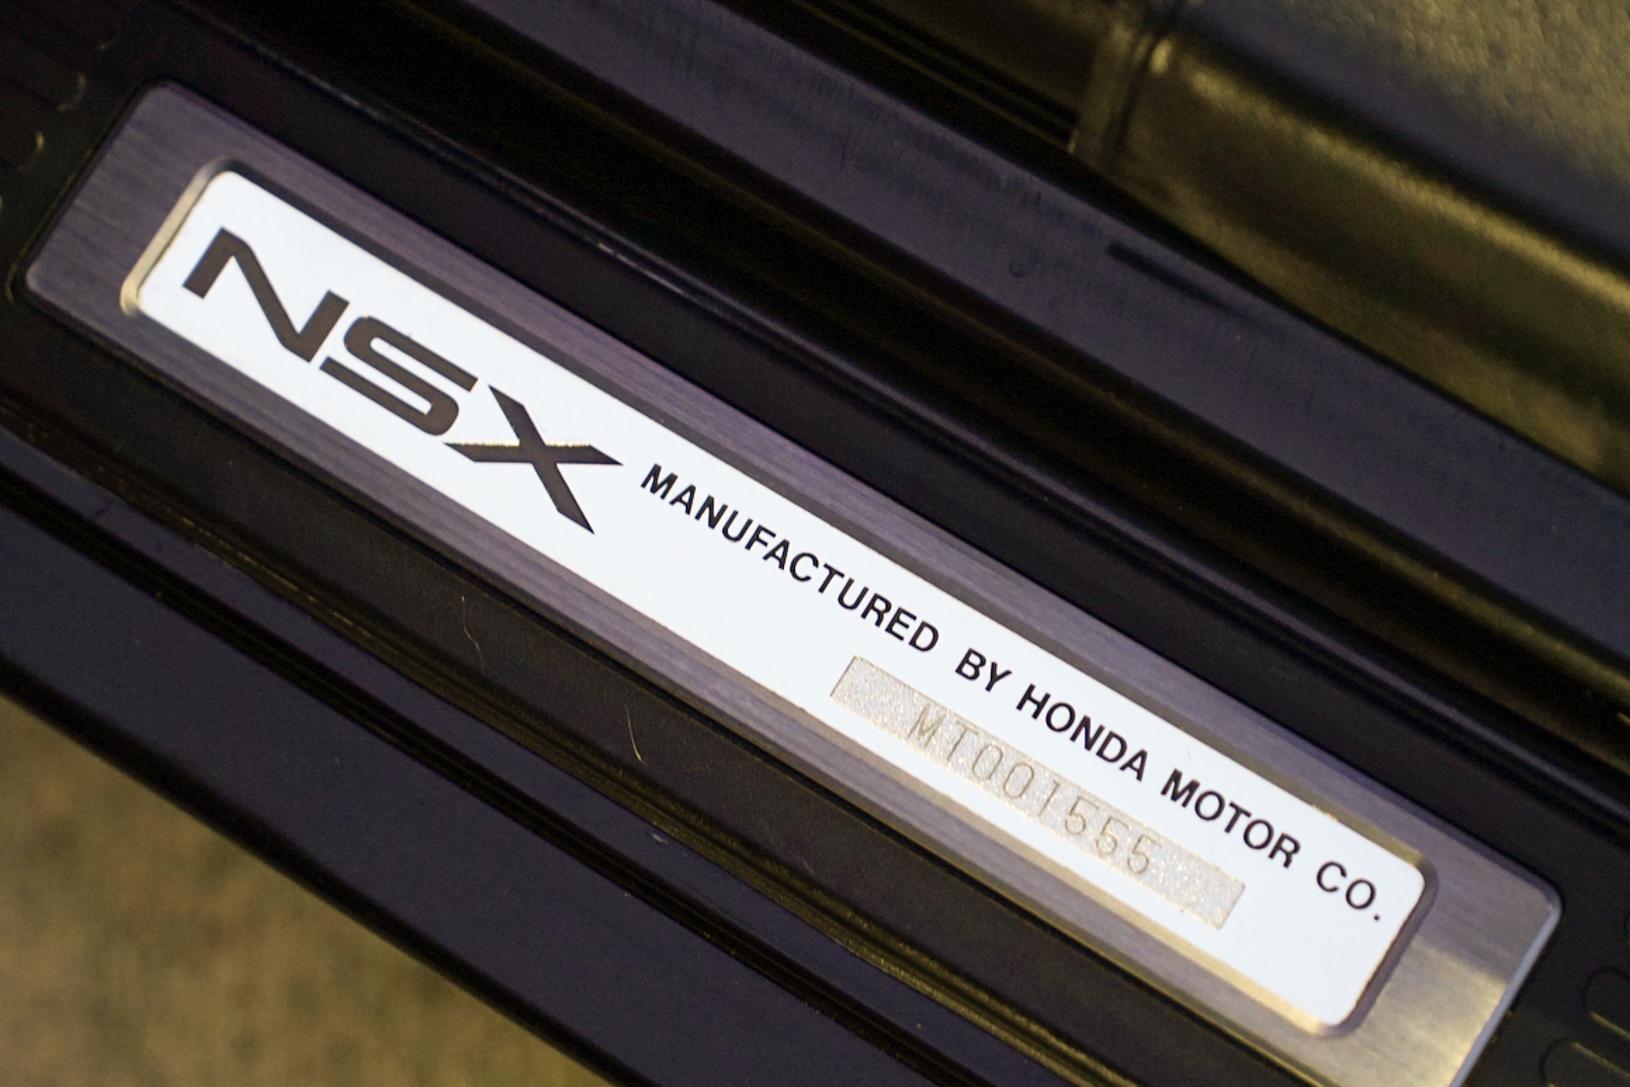 NSX
MANUFACTURED BY HONDA MOTOR CO.
MT001555